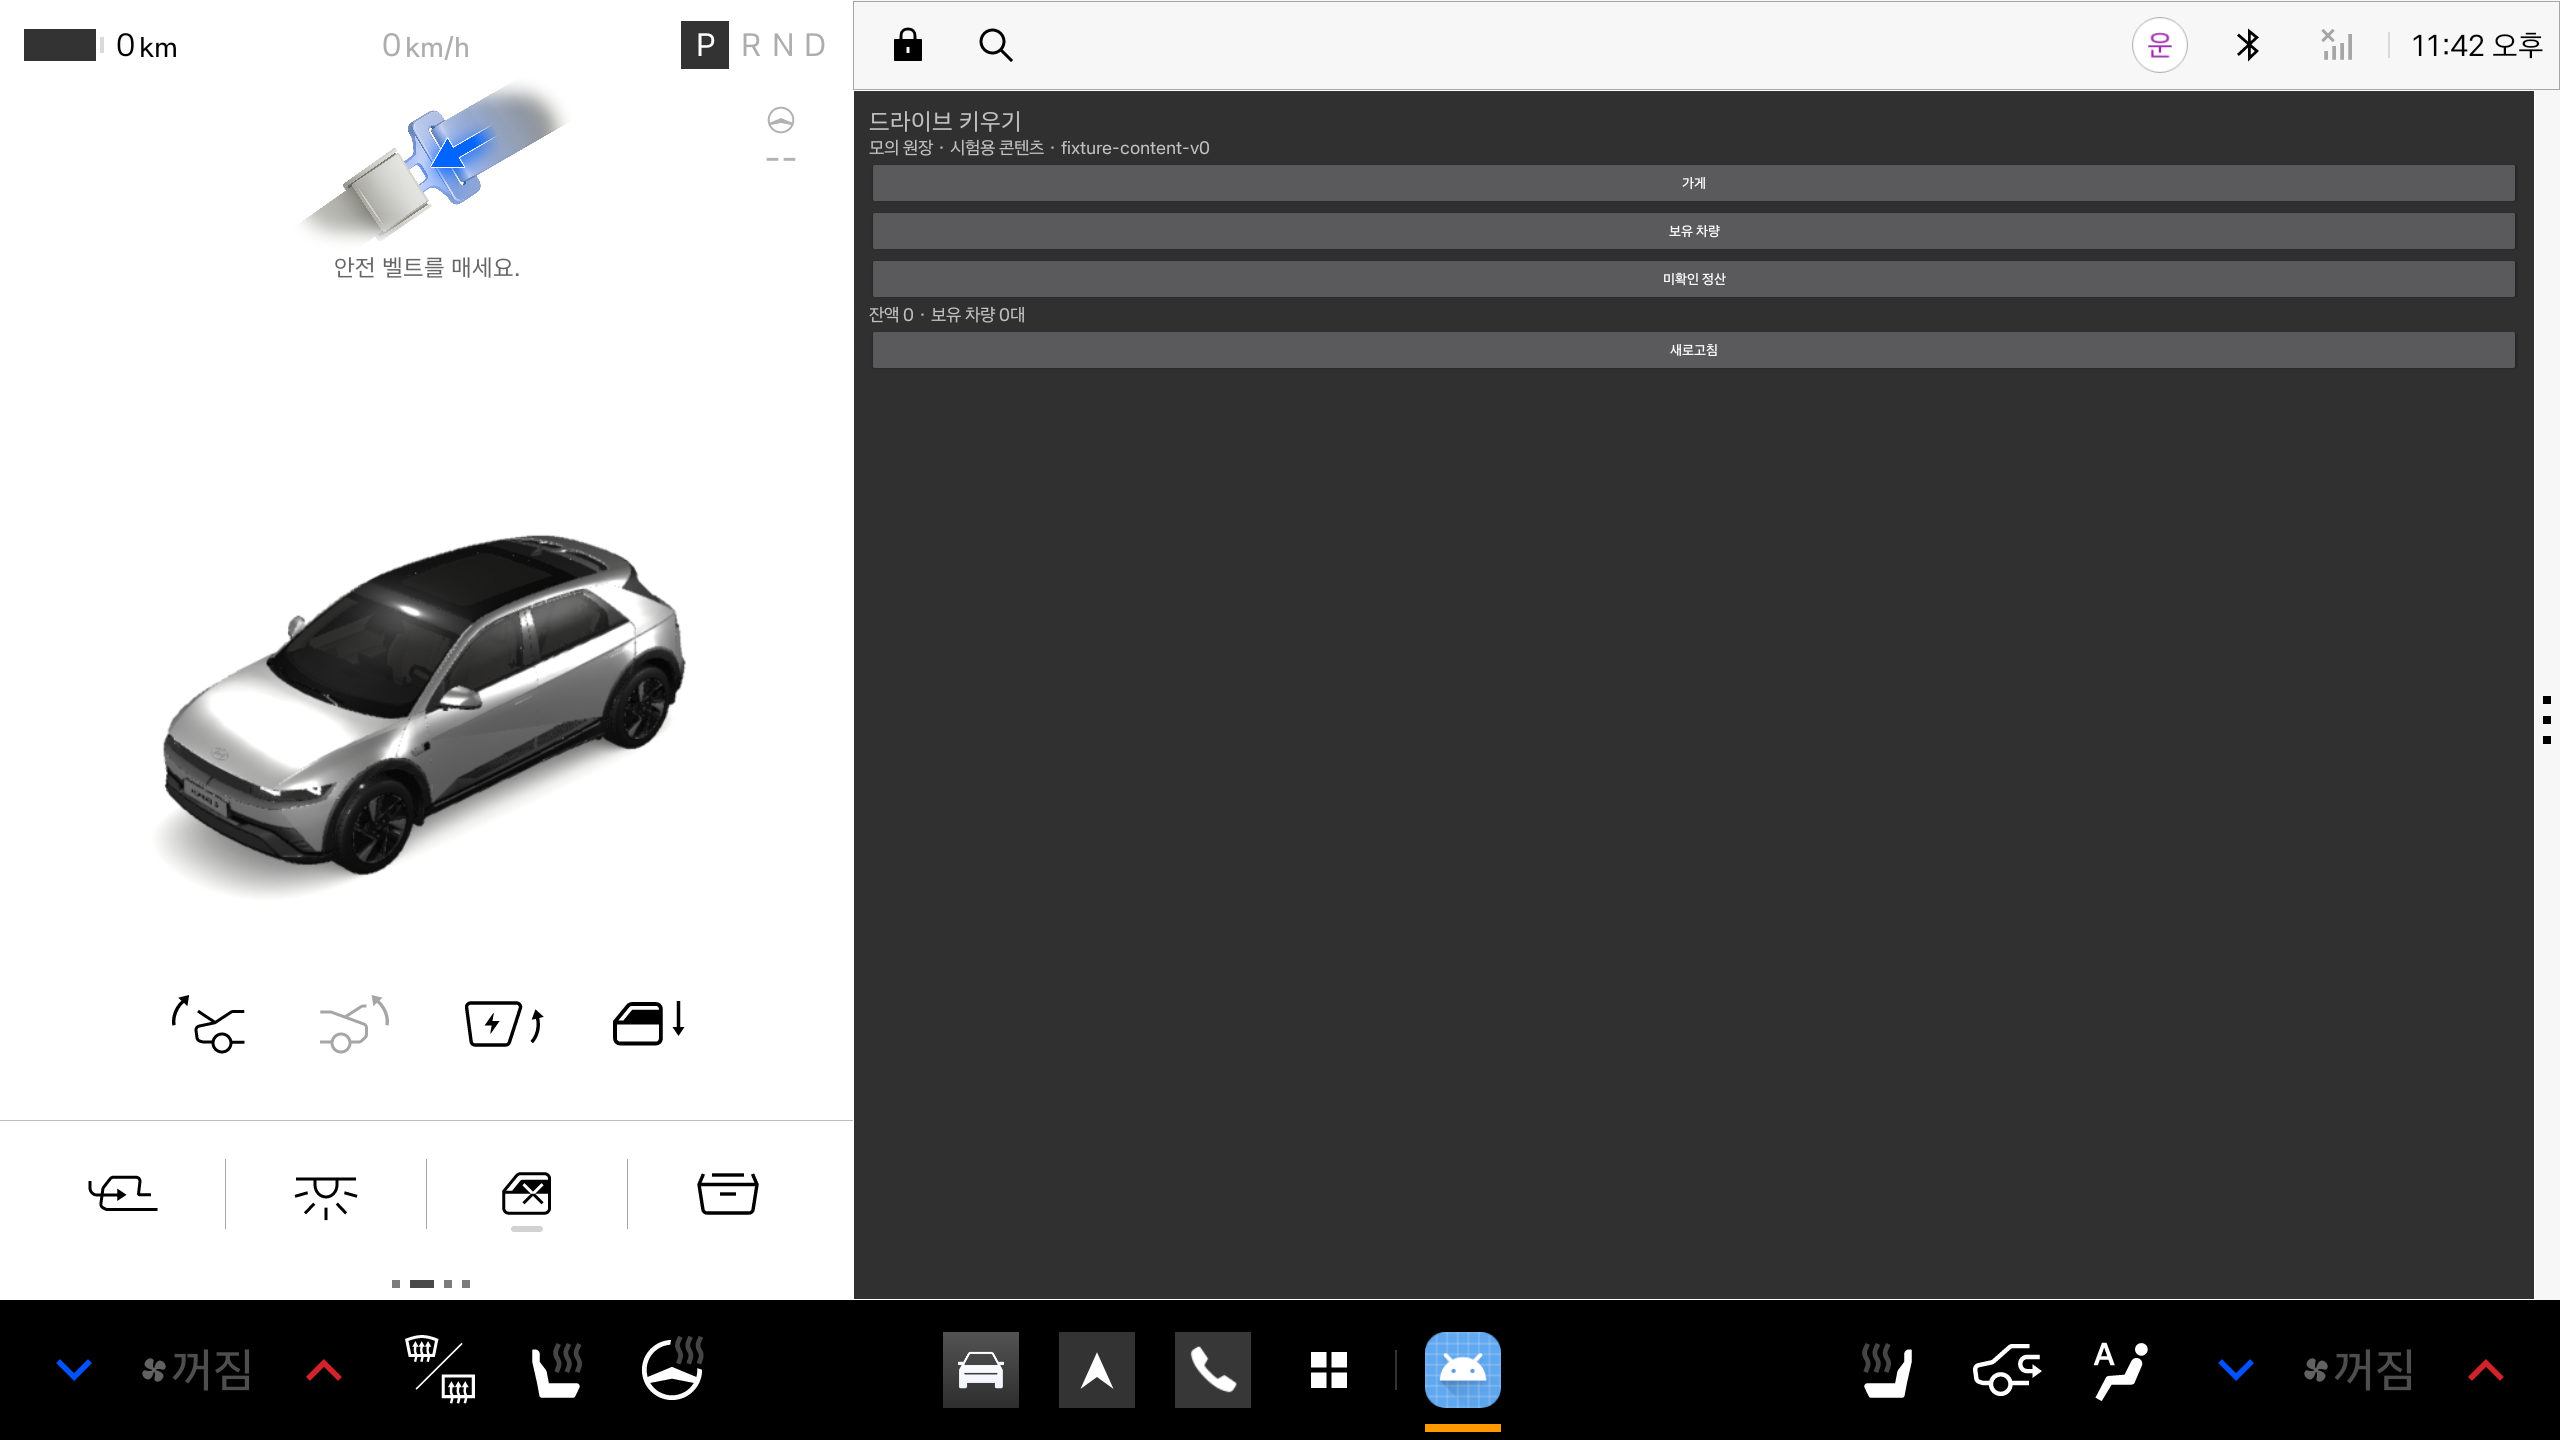 0 km
0 km/h
P R N D
운
11:42 오후
안전 벨트를 매세요.
드라이브 키우기
모의 원장 · 시험용 콘텐츠 · fixture-content-v0
가게
보유 차량
미확인 정산
잔액 0 · 보유 차량 0대
새로고침
꺼짐
A
꺼짐